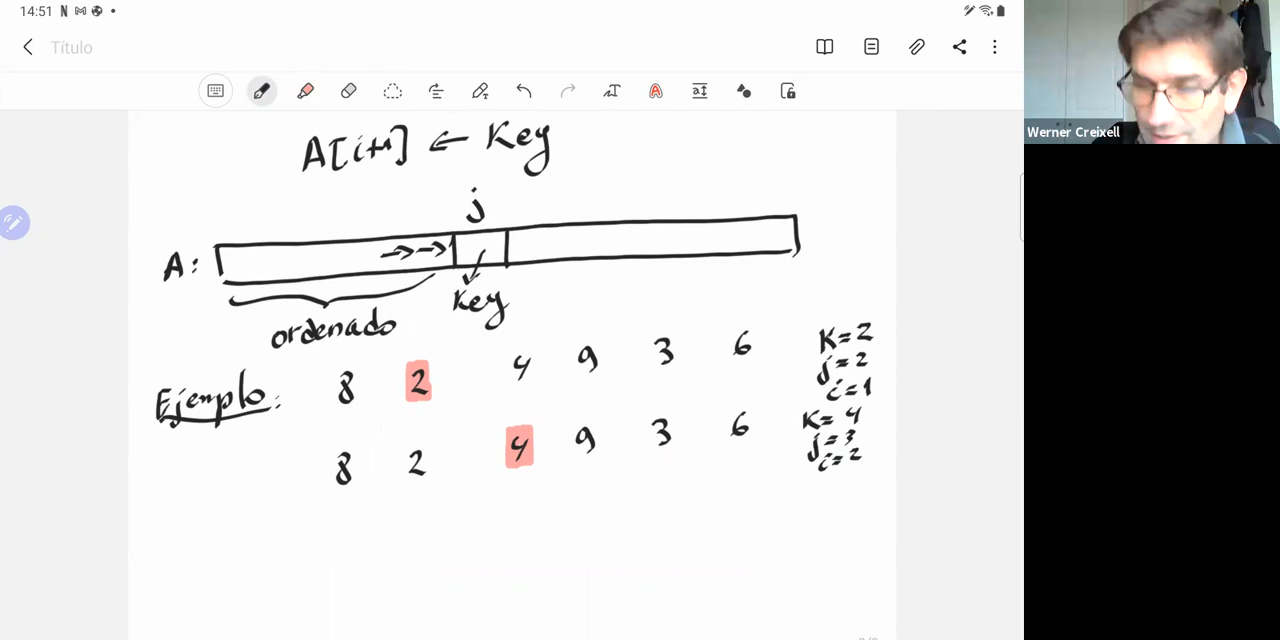 14:51
Título
Werner Creixell
A[i+1] ← Key
j
A:
Key
ordenado
Ejemplo: 8 2 4 9 3 6 K=2
j=2
i=1
8 2 4 9 3 6 K=4
j=3
i=2